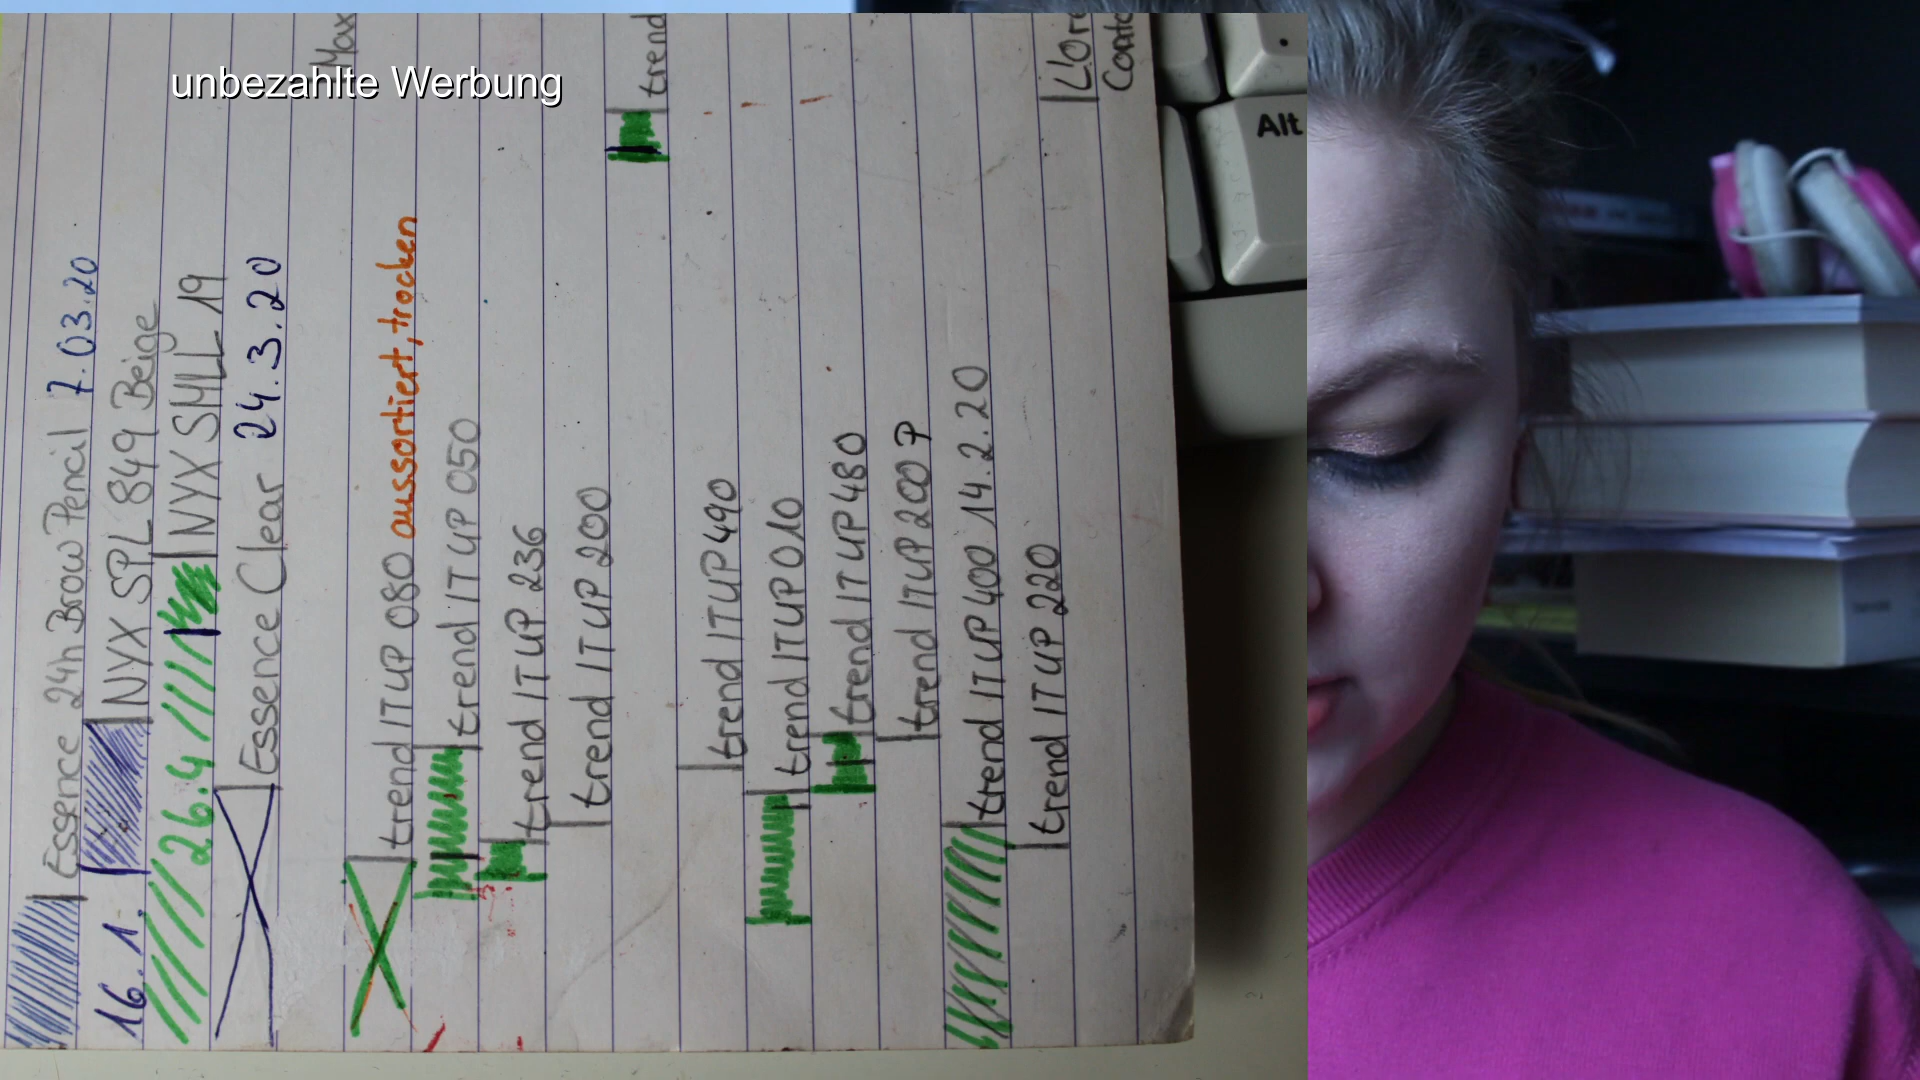 unbezahlte Werbung
Essence 24h Brow Pencil 7.03.20
16.1. NYX SPL 849 Beige
26.4 NYX SMLL 19
Essence Clear 24.3.20
Max
trend IT UP 080 aussortiert, trocken
trend IT UP 050
trend IT UP 236
trend IT UP 200
trend
trend IT UP 490
trend IT UP 010
trend IT UP 480
trend IT UP 200 P
trend IT UP 400 14.2.20
trend IT UP 220
L'Ore
Conto
Alt